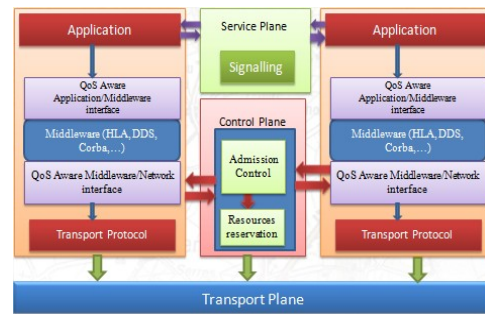 Application
QoS Aware
Application/Middleware
interface
Middleware (HLA, DDS,
Corba,...)
QoS Aware Middleware/Network
interface
Transport Protocol
Service Plane
Signalling
Control Plane
Admission
Control
Resources
reservation
Application
QoS Aware
Application/Middleware
interface
Middleware (HLA, DDS,
Corba,...)
QoS Aware Middleware/Network
interface
Transport Protocol
Transport Plane